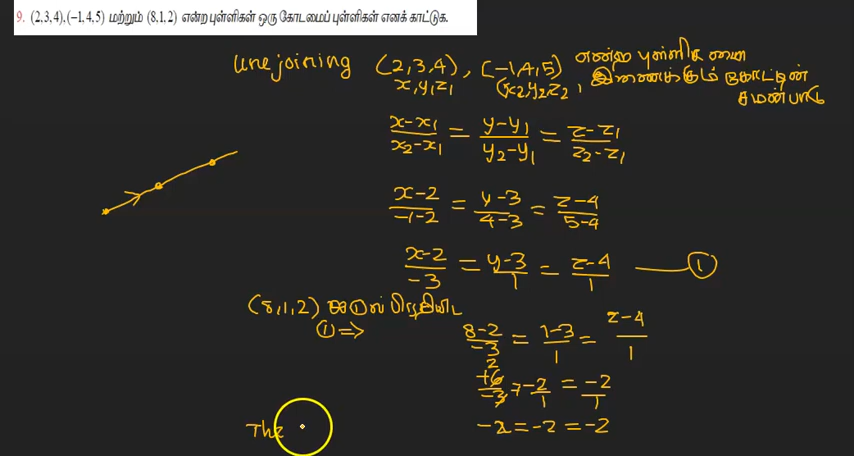 9. (2,3,4), (−1,4,5) மற்றும் (8,1,2) என்ற புள்ளிகள் ஒரு கோடமைப் புள்ளிகள் எனக் காட்டுக.
Line joining (2,3,4), (-1,4,5) என்ற புள்ளிகளை
x₁y₁z₁ (x₂,y₂,z₂, இணைக்கும் கோட்டின்
சமன்பாடு
x-x₁/x₂-x₁ = y-y₁/y₂-y₁ = z-z₁/z₂-z₁
x-2/-1-2 = y-3/4-3 = z-4/5-4
x-2/-3 = y-3/1 = z-4/1 — ①
(8,1,2) ஐ ①ல் பிரதியிட
① ⇒ 8-2/-3 = 1-3/1 = 2-4/1
+6/-3 = -2/1 = -2/1
The -2 = -2 = -2